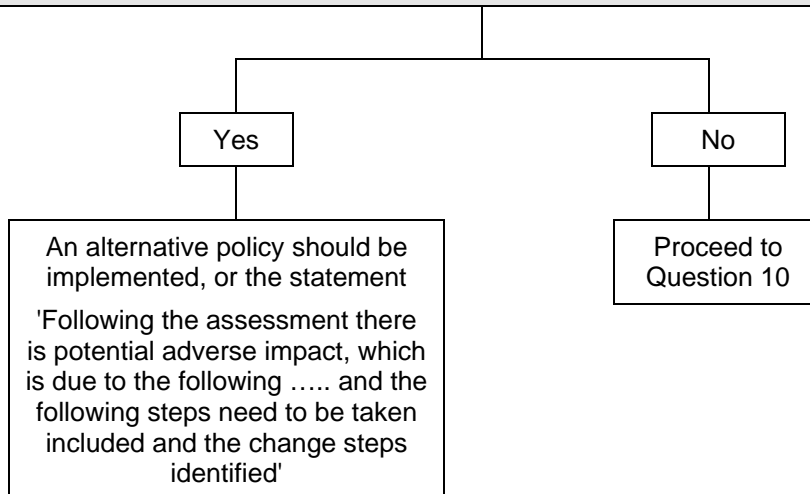 Yes
No
An alternative policy should be
implemented, or the statement
'Following the assessment there
is potential adverse impact, which
is due to the following ….. and the
following steps need to be taken
included and the change steps
identified'
Proceed to
Question 10